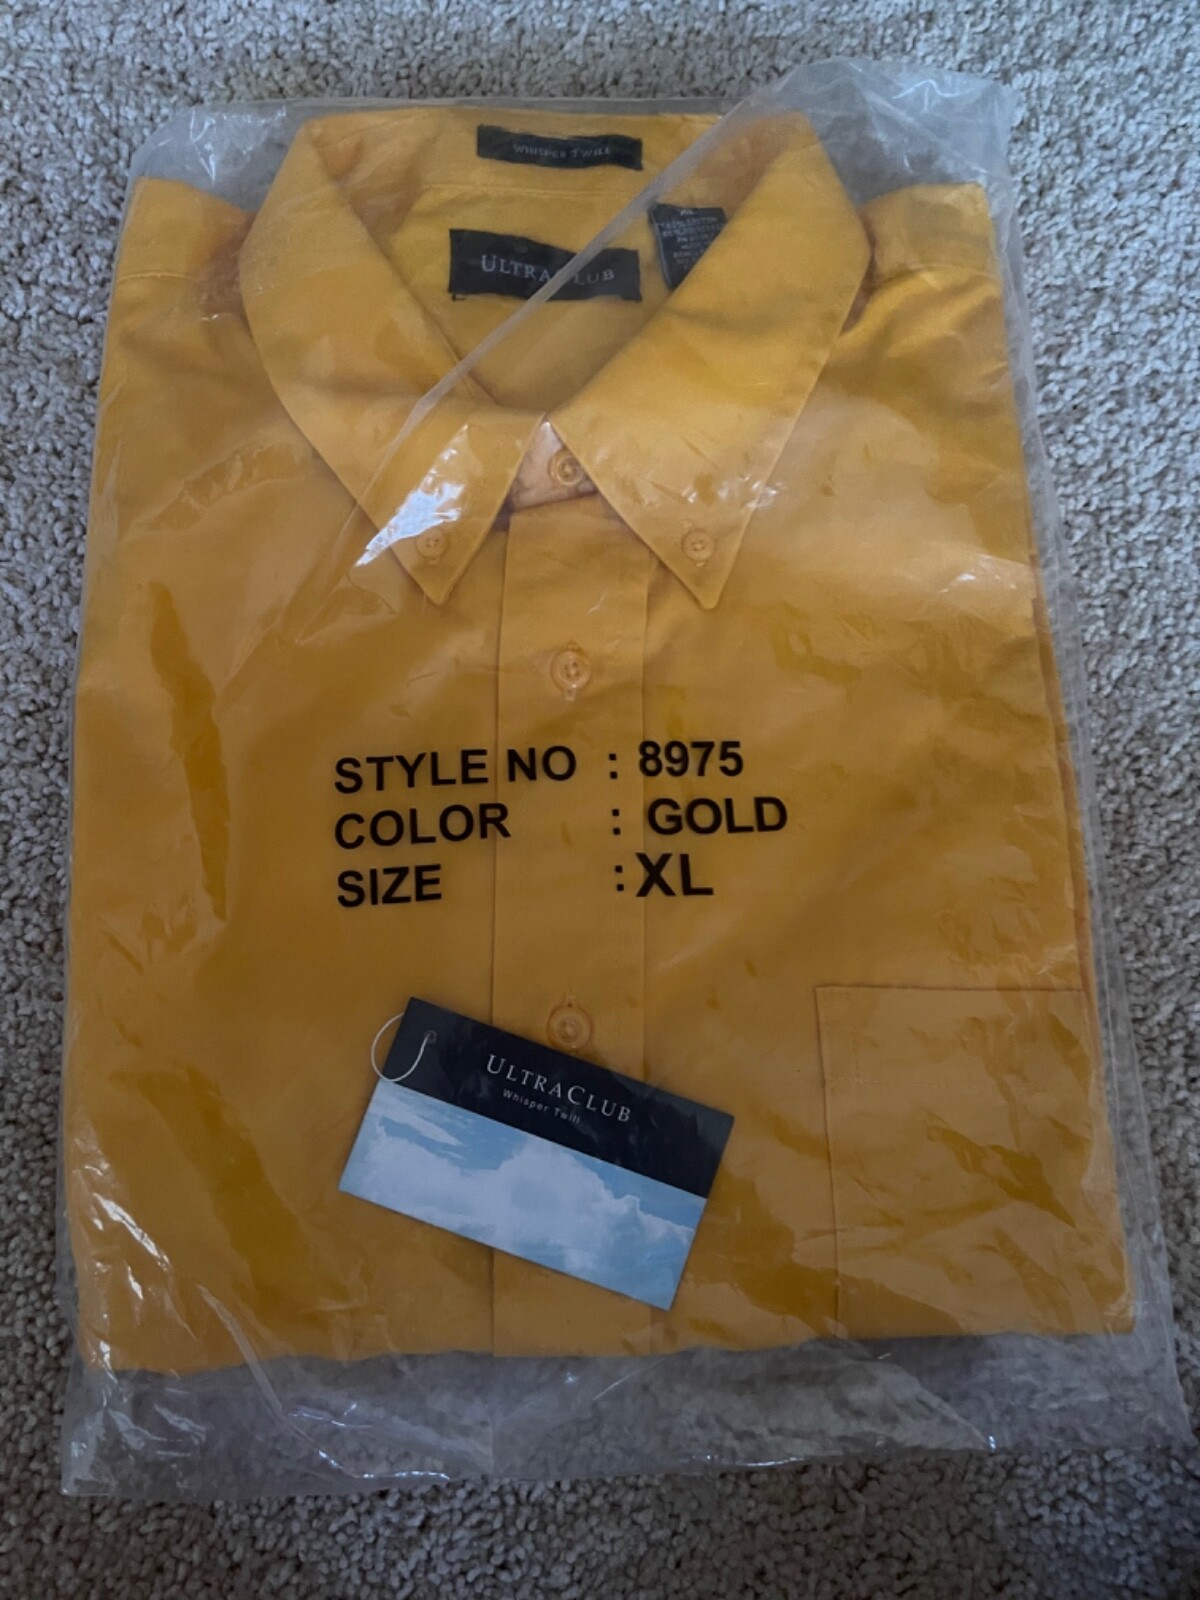 WHISPER TWILL
ULTRACLUB
XL
STYLE NO : 8975
COLOR : GOLD
SIZE : XL
ULTRACLUB
Whisper Twill